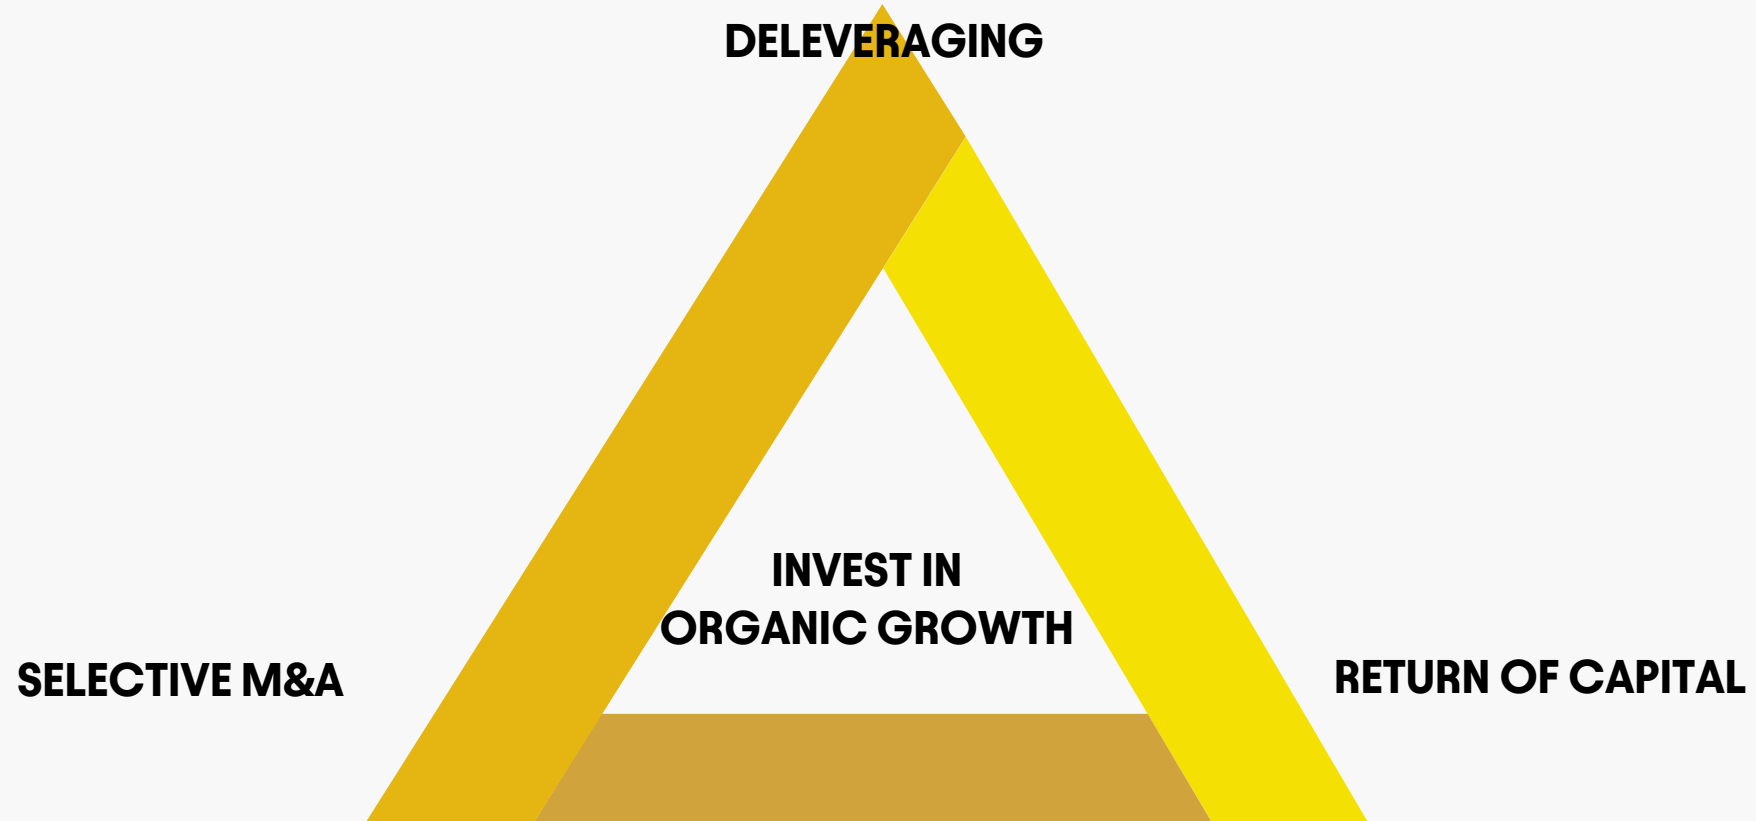 DELEVERAGING
INVEST IN
ORGANIC GROWTH
SELECTIVE M&A
RETURN OF CAPITAL